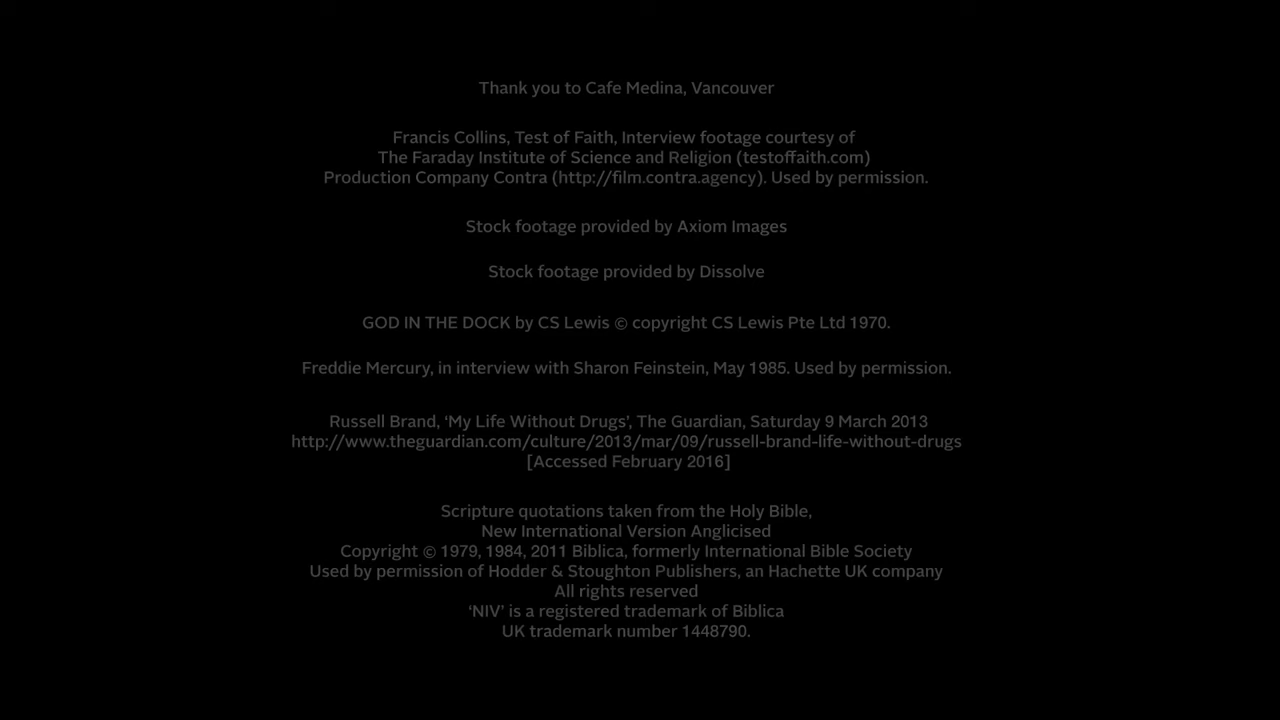 Thank you to Cafe Medina, Vancouver
Francis Collins, Test of Faith, Interview footage courtesy of
The Faraday Institute of Science and Religion (testoffaith.com)
Production Company Contra (http://film.contra.agency). Used by permission.
Stock footage provided by Axiom Images
Stock footage provided by Dissolve
GOD IN THE DOCK by CS Lewis © copyright CS Lewis Pte Ltd 1970.
Freddie Mercury, in interview with Sharon Feinstein, May 1985. Used by permission.
Russell Brand, ‘My Life Without Drugs’, The Guardian, Saturday 9 March 2013
http://www.theguardian.com/culture/2013/mar/09/russell-brand-life-without-drugs
[Accessed February 2016]
Scripture quotations taken from the Holy Bible,
New International Version Anglicised
Copyright © 1979, 1984, 2011 Biblica, formerly International Bible Society
Used by permission of Hodder & Stoughton Publishers, an Hachette UK company
All rights reserved
‘NIV’ is a registered trademark of Biblica
UK trademark number 1448790.